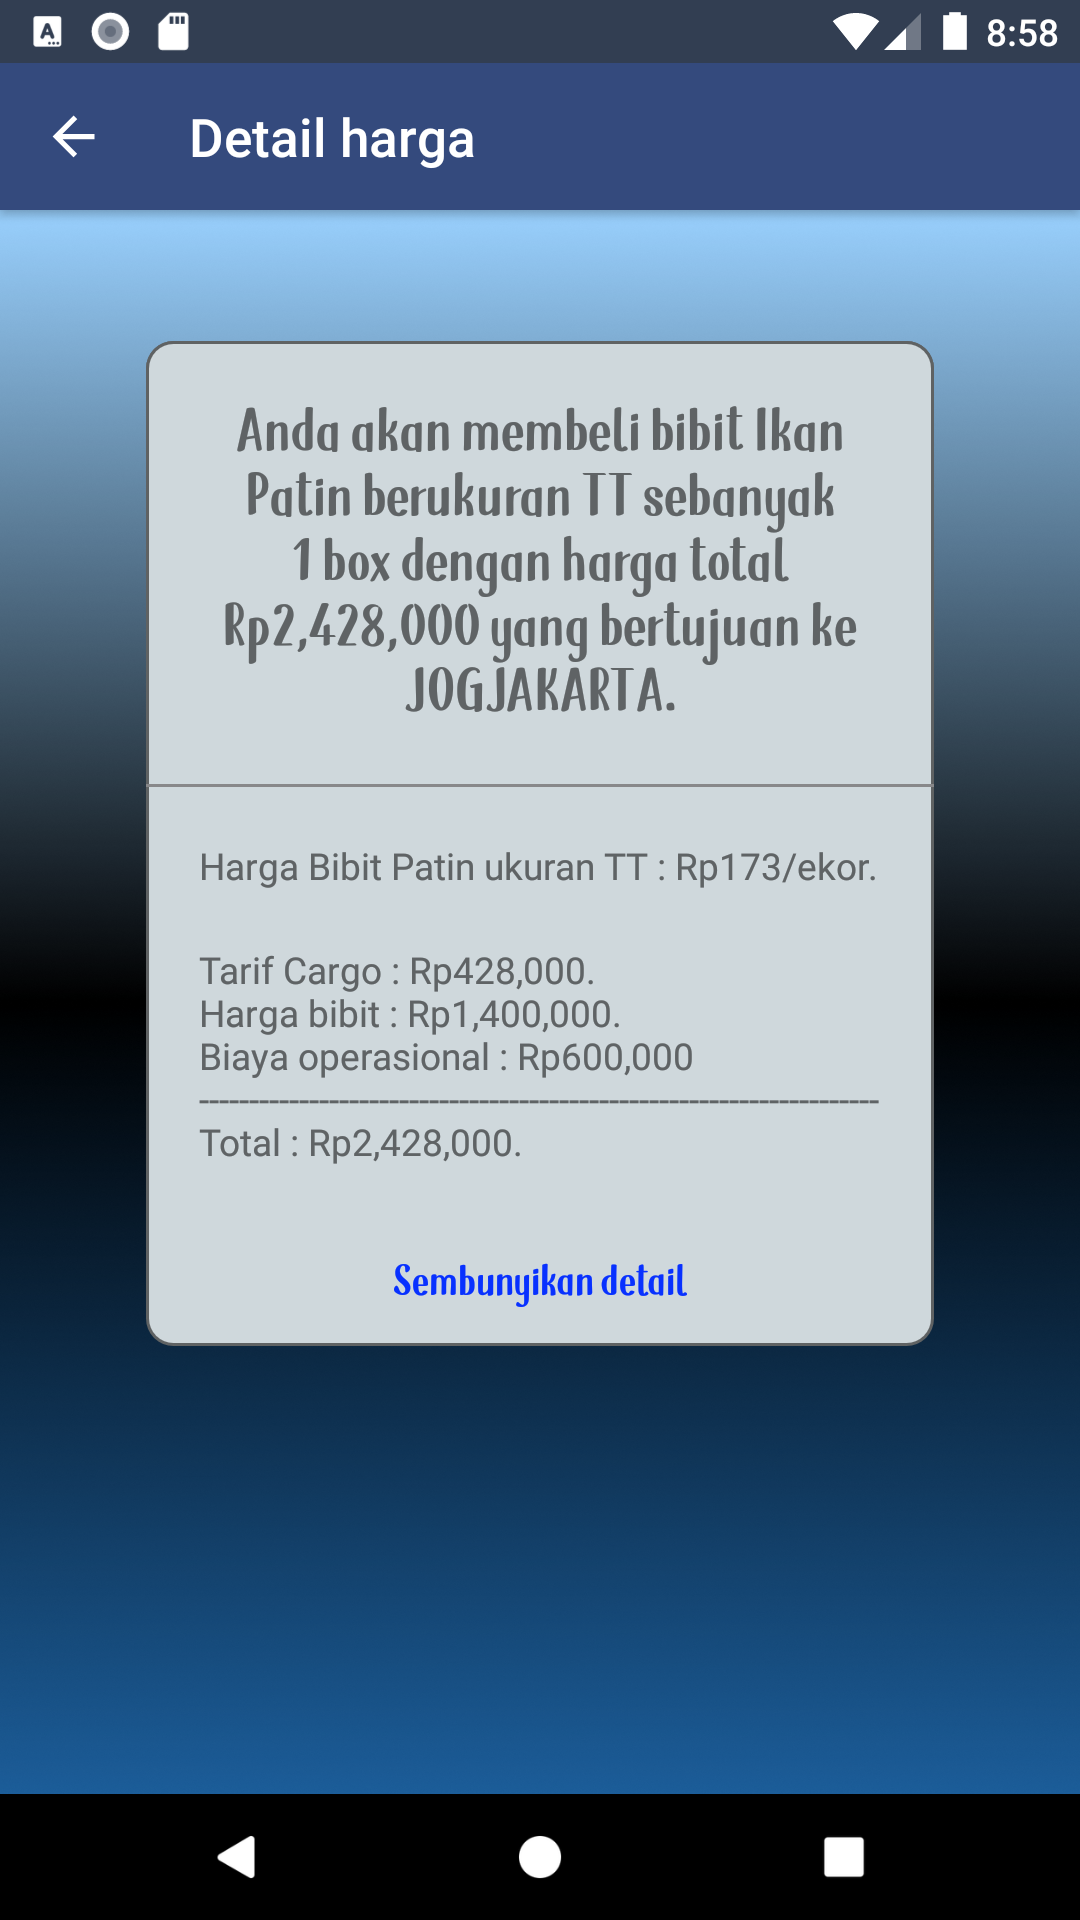 8:58
Detail harga
Anda akan membeli bibit Ikan
Patin berukuran TT sebanyak
1 box dengan harga total
Rp2,428,000 yang bertujuan ke
JOGJAKARTA.
Harga Bibit Patin ukuran TT : Rp173/ekor.
Tarif Cargo : Rp428,000.
Harga bibit : Rp1,400,000.
Biaya operasional : Rp600,000
--------------------------------------------------------------------
Total : Rp2,428,000.
Sembunyikan detail